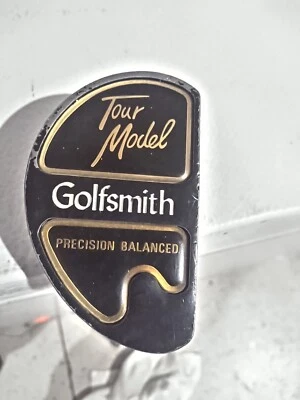 Tour
Model
Golfsmith
PRECISION BALANCED